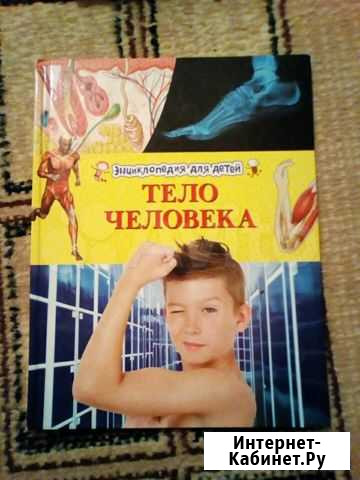 Энциклопедия для детей
ТЕЛО
ЧЕЛОВЕКА
Интернет-
Кабинет.Ру